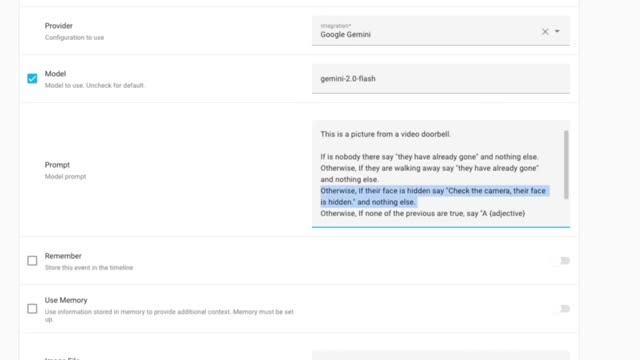 Provider
Configuration to use
Integration*
Google Gemini
Model
Model to use. Uncheck for default.
gemini-2.0-flash
Prompt
Model prompt
This is a picture from a video doorbell.
If is nobody there say "they have already gone" and nothing else.
Otherwise, If they are walking away say "they have already gone"
and nothing else.
Otherwise, If their face is hidden say "Check the camera, their face
is hidden." and nothing else.
Otherwise, If none of the previous are true, say "A {adjective}
Remember
Store this event in the timeline
Use Memory
Use information stored in memory to provide additional context. Memory must be set
up.
Image File